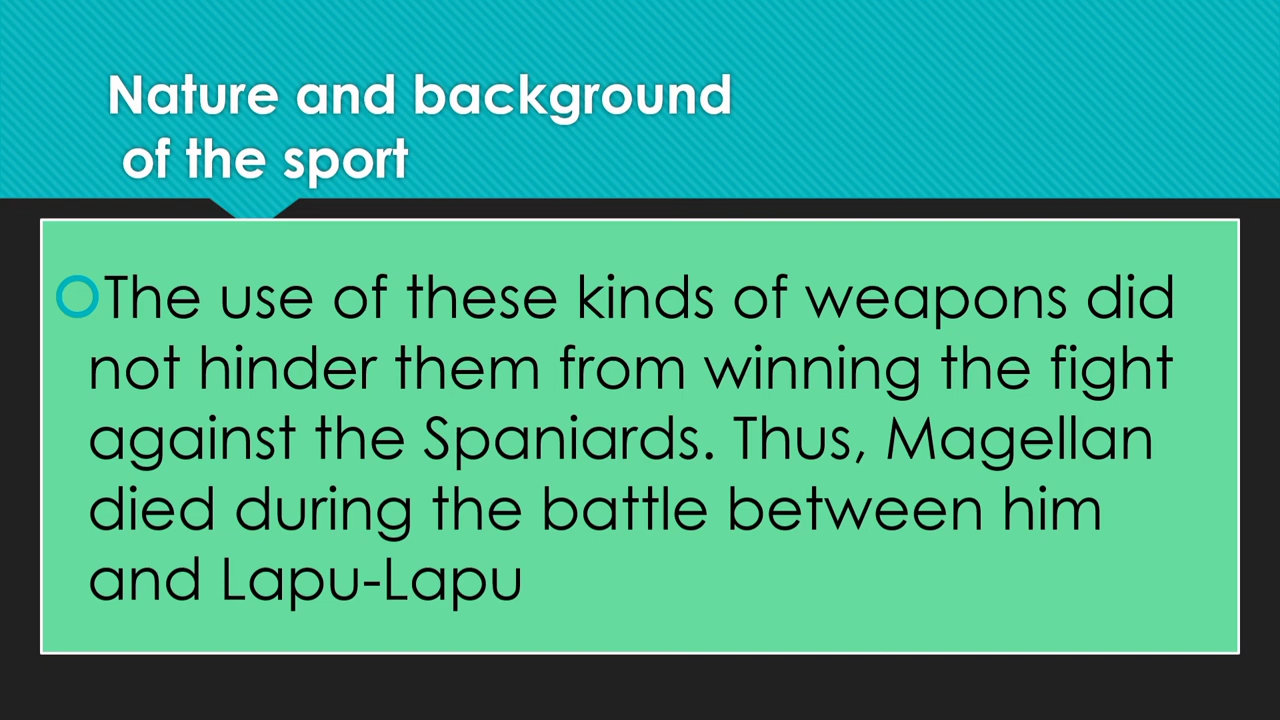 Nature and background
of the sport
The use of these kinds of weapons did
not hinder them from winning the fight
against the Spaniards. Thus, Magellan
died during the battle between him
and Lapu-Lapu